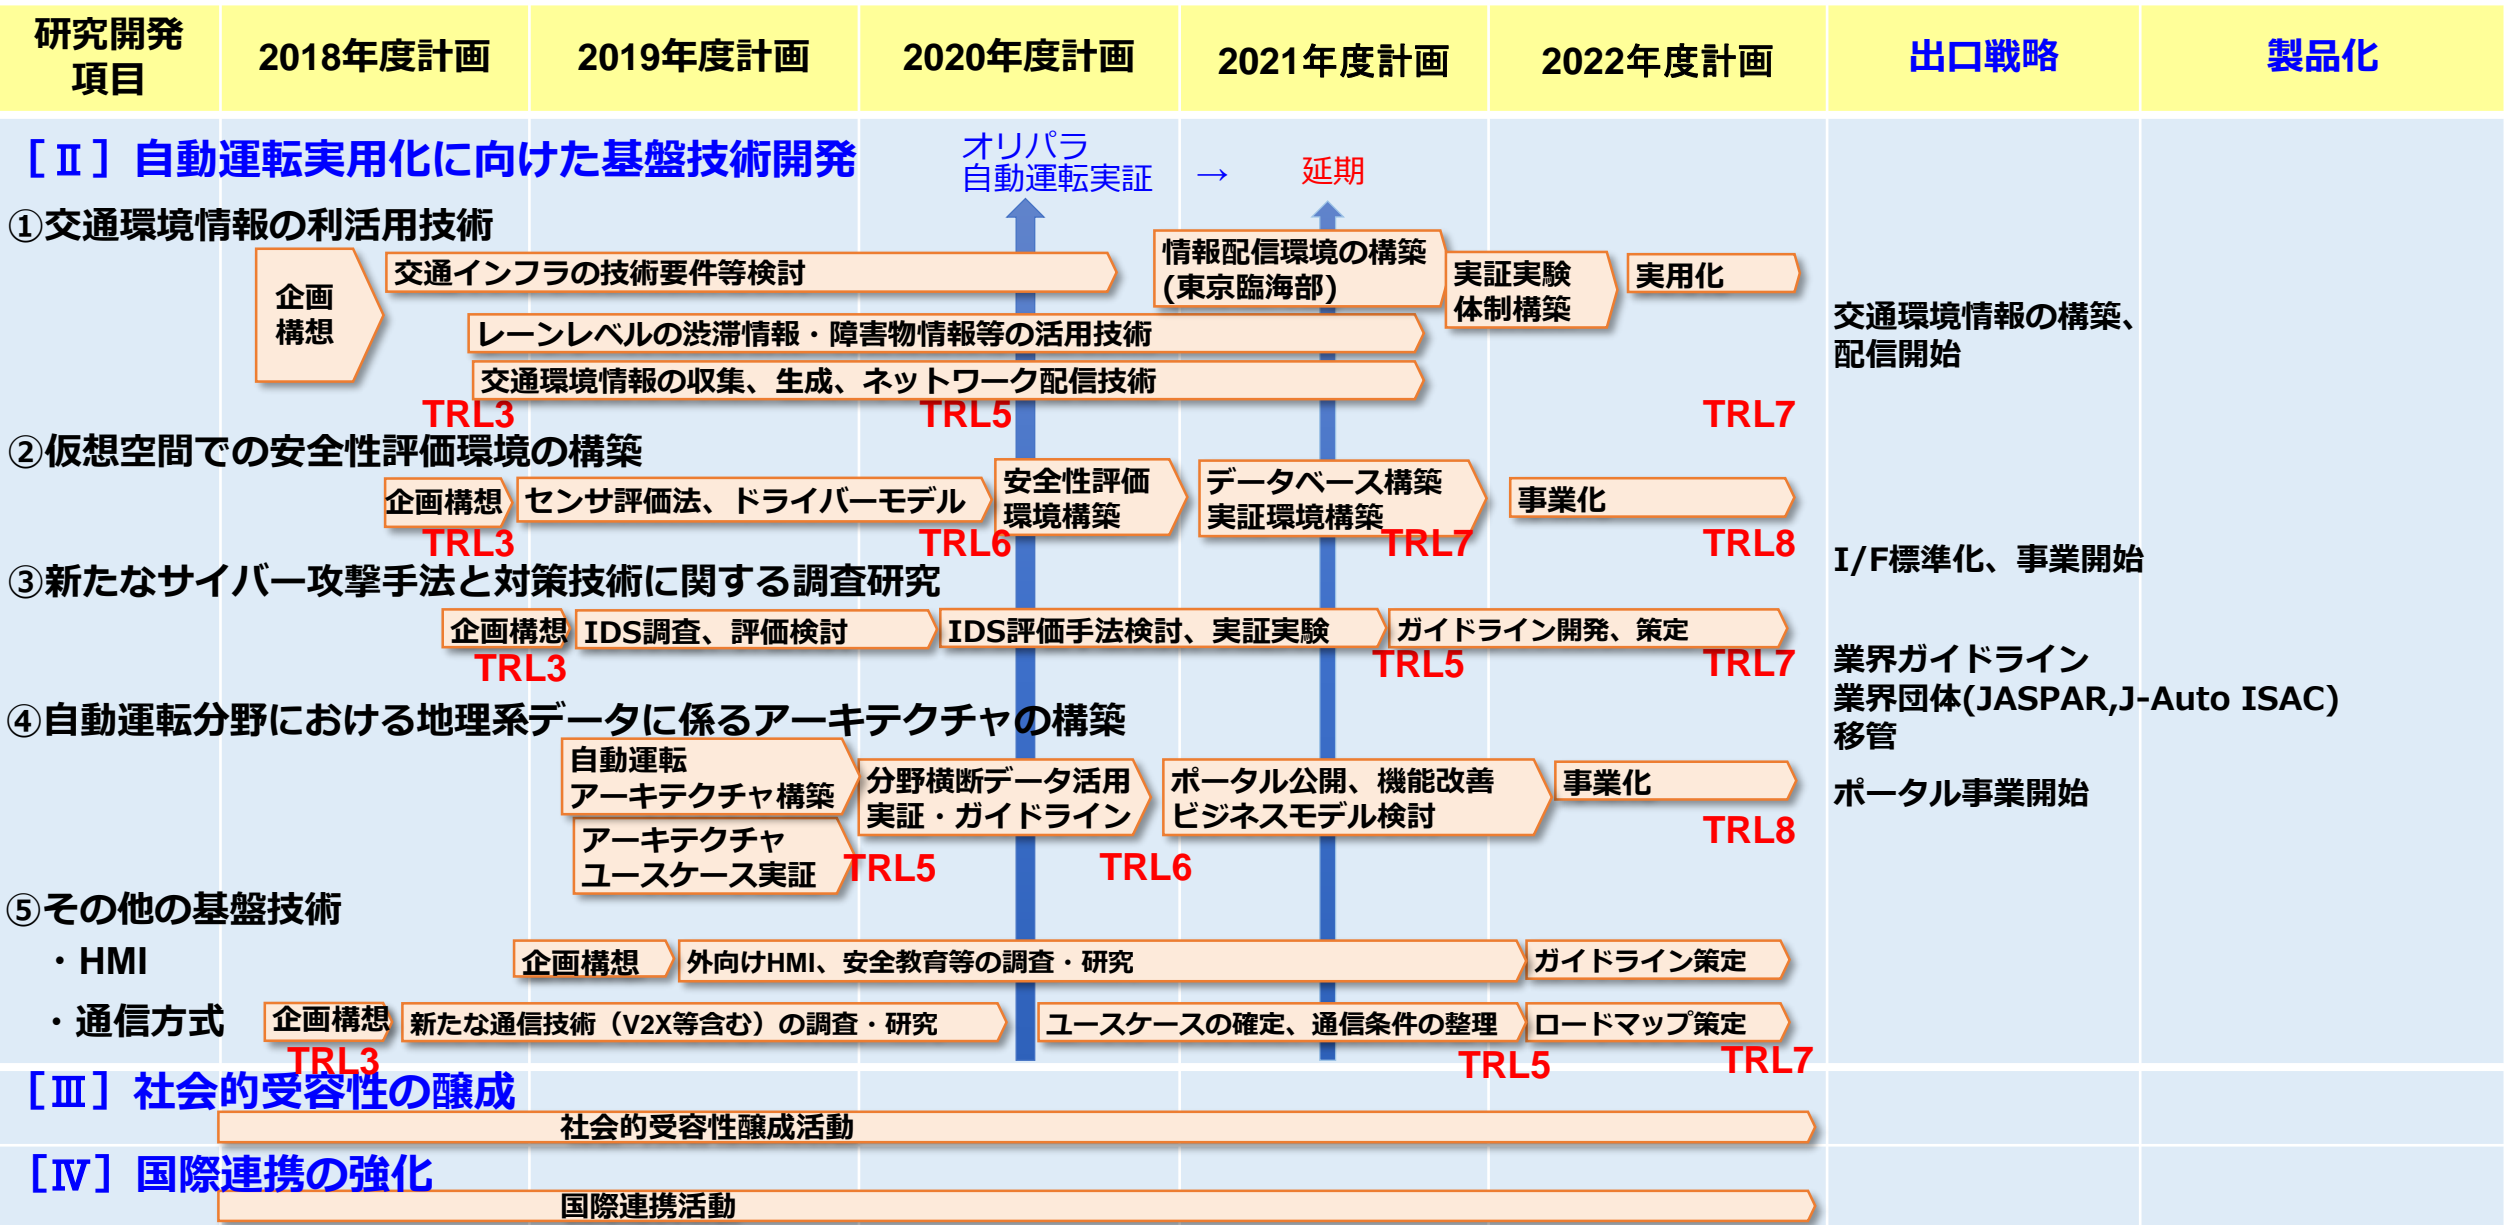 研究開発
項目
2018年度計画
2019年度計画
2020年度計画
2021年度計画
2022年度計画
出口戦略
製品化
［Ⅱ］自動運転実用化に向けた基盤技術開発
オリパラ
自動運転実証
→
延期
①交通環境情報の利活用技術
企画
構想
交通インフラの技術要件等検討
情報配信環境の構築
(東京臨海部)
実証実験
体制構築
実用化
レーンレベルの渋滞情報・障害物情報等の活用技術
交通環境情報の収集、生成、ネットワーク配信技術
TRL3
TRL5
TRL7
交通環境情報の構築、
配信開始
②仮想空間での安全性評価環境の構築
企画構想
センサ評価法、ドライバーモデル
安全性評価
環境構築
データベース構築
実証環境構築
事業化
TRL3
TRL6
TRL7
TRL8
I/F標準化、事業開始
③新たなサイバー攻撃手法と対策技術に関する調査研究
企画構想
IDS調査、評価検討
IDS評価手法検討、実証実験
ガイドライン開発、策定
TRL3
TRL5
TRL7
業界ガイドライン
業界団体(JASPAR,J-Auto ISAC)
移管
④自動運転分野における地理系データに係るアーキテクチャの構築
自動運転
アーキテクチャ構築
アーキテクチャ
ユースケース実証
分野横断データ活用
実証・ガイドライン
ポータル公開、機能改善
ビジネスモデル検討
事業化
TRL5
TRL6
TRL8
ポータル事業開始
⑤その他の基盤技術
・HMI
企画構想
外向けHMI、安全教育等の調査・研究
ガイドライン策定
・通信方式
企画構想
新たな通信技術（V2X等含む）の調査・研究
ユースケースの確定、通信条件の整理
ロードマップ策定
TRL3
TRL5
TRL7
［Ⅲ］社会的受容性の醸成
社会的受容性醸成活動
［Ⅳ］国際連携の強化
国際連携活動